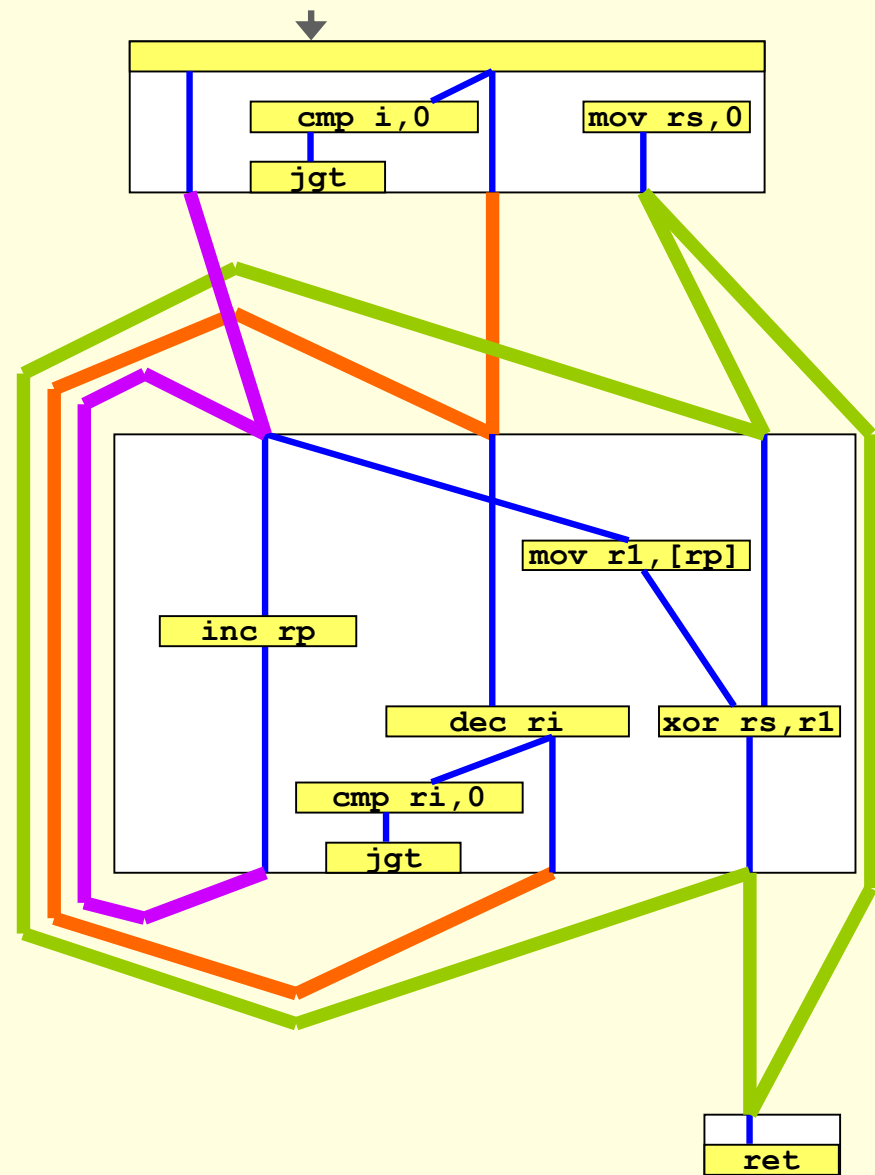 cmp i,0
mov rs,0
jgt
mov r1,[rp]
inc rp
dec ri
xor rs,r1
cmp ri,0
jgt
ret